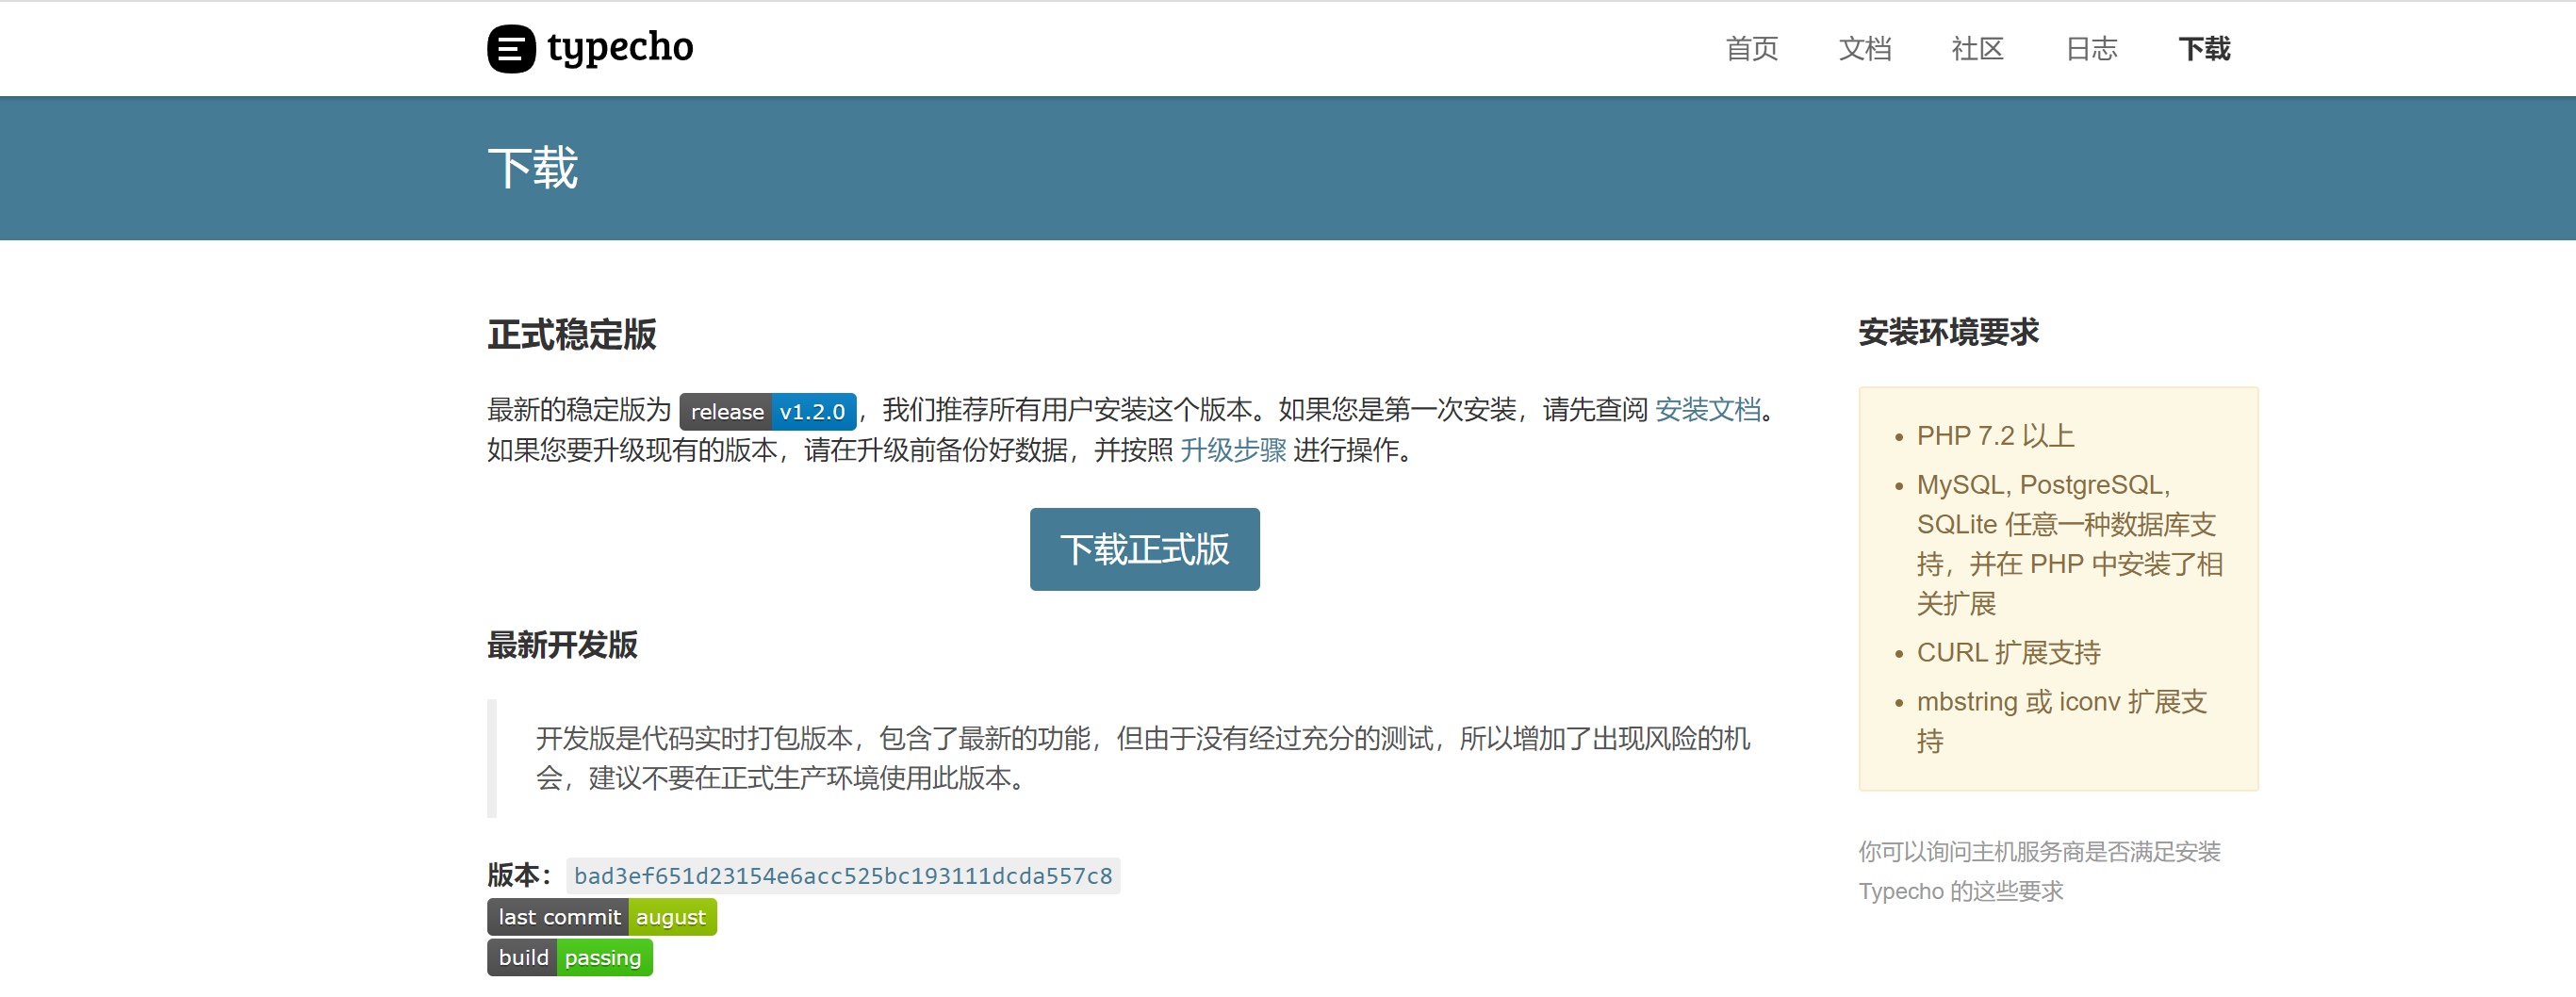 typecho
首页 文档 社区 日志 下载
下载
正式稳定版
最新的稳定版为 release v1.2.0，我们推荐所有用户安装这个版本。如果您是第一次安装，请先查阅 安装文档。
如果您要升级现有的版本，请在升级前备份好数据，并按照 升级步骤 进行操作。
下载正式版
最新开发版
开发版是代码实时打包版本，包含了最新的功能，但由于没有经过充分的测试，所以增加了出现风险的机
会，建议不要在正式生产环境使用此版本。
版本： bad3ef651d23154e6acc525bc193111dcda557c8
last commit august
build passing
安装环境要求
• PHP 7.2 以上
• MySQL, PostgreSQL,
SQLite 任意一种数据库支
持，并在 PHP 中安装了相
关扩展
• CURL 扩展支持
• mbstring 或 iconv 扩展支
持
你可以询问主机服务商是否满足安装
Typecho 的这些要求